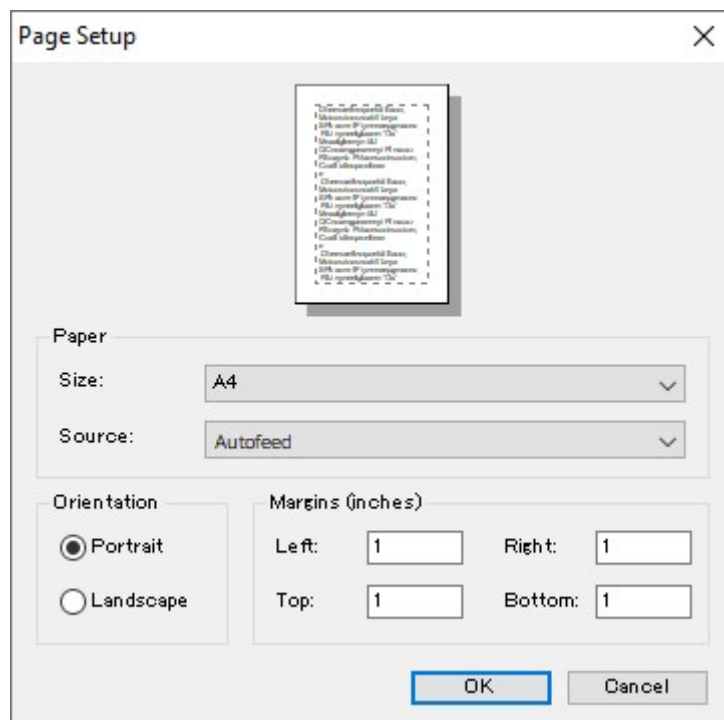 Page Setup
Paper
Size:
A4
Source:
Autofeed
Orientation
Portrait
Landscape
Margins (inches)
Left:
1
Right:
1
Top:
1
Bottom:
1
OK
Cancel